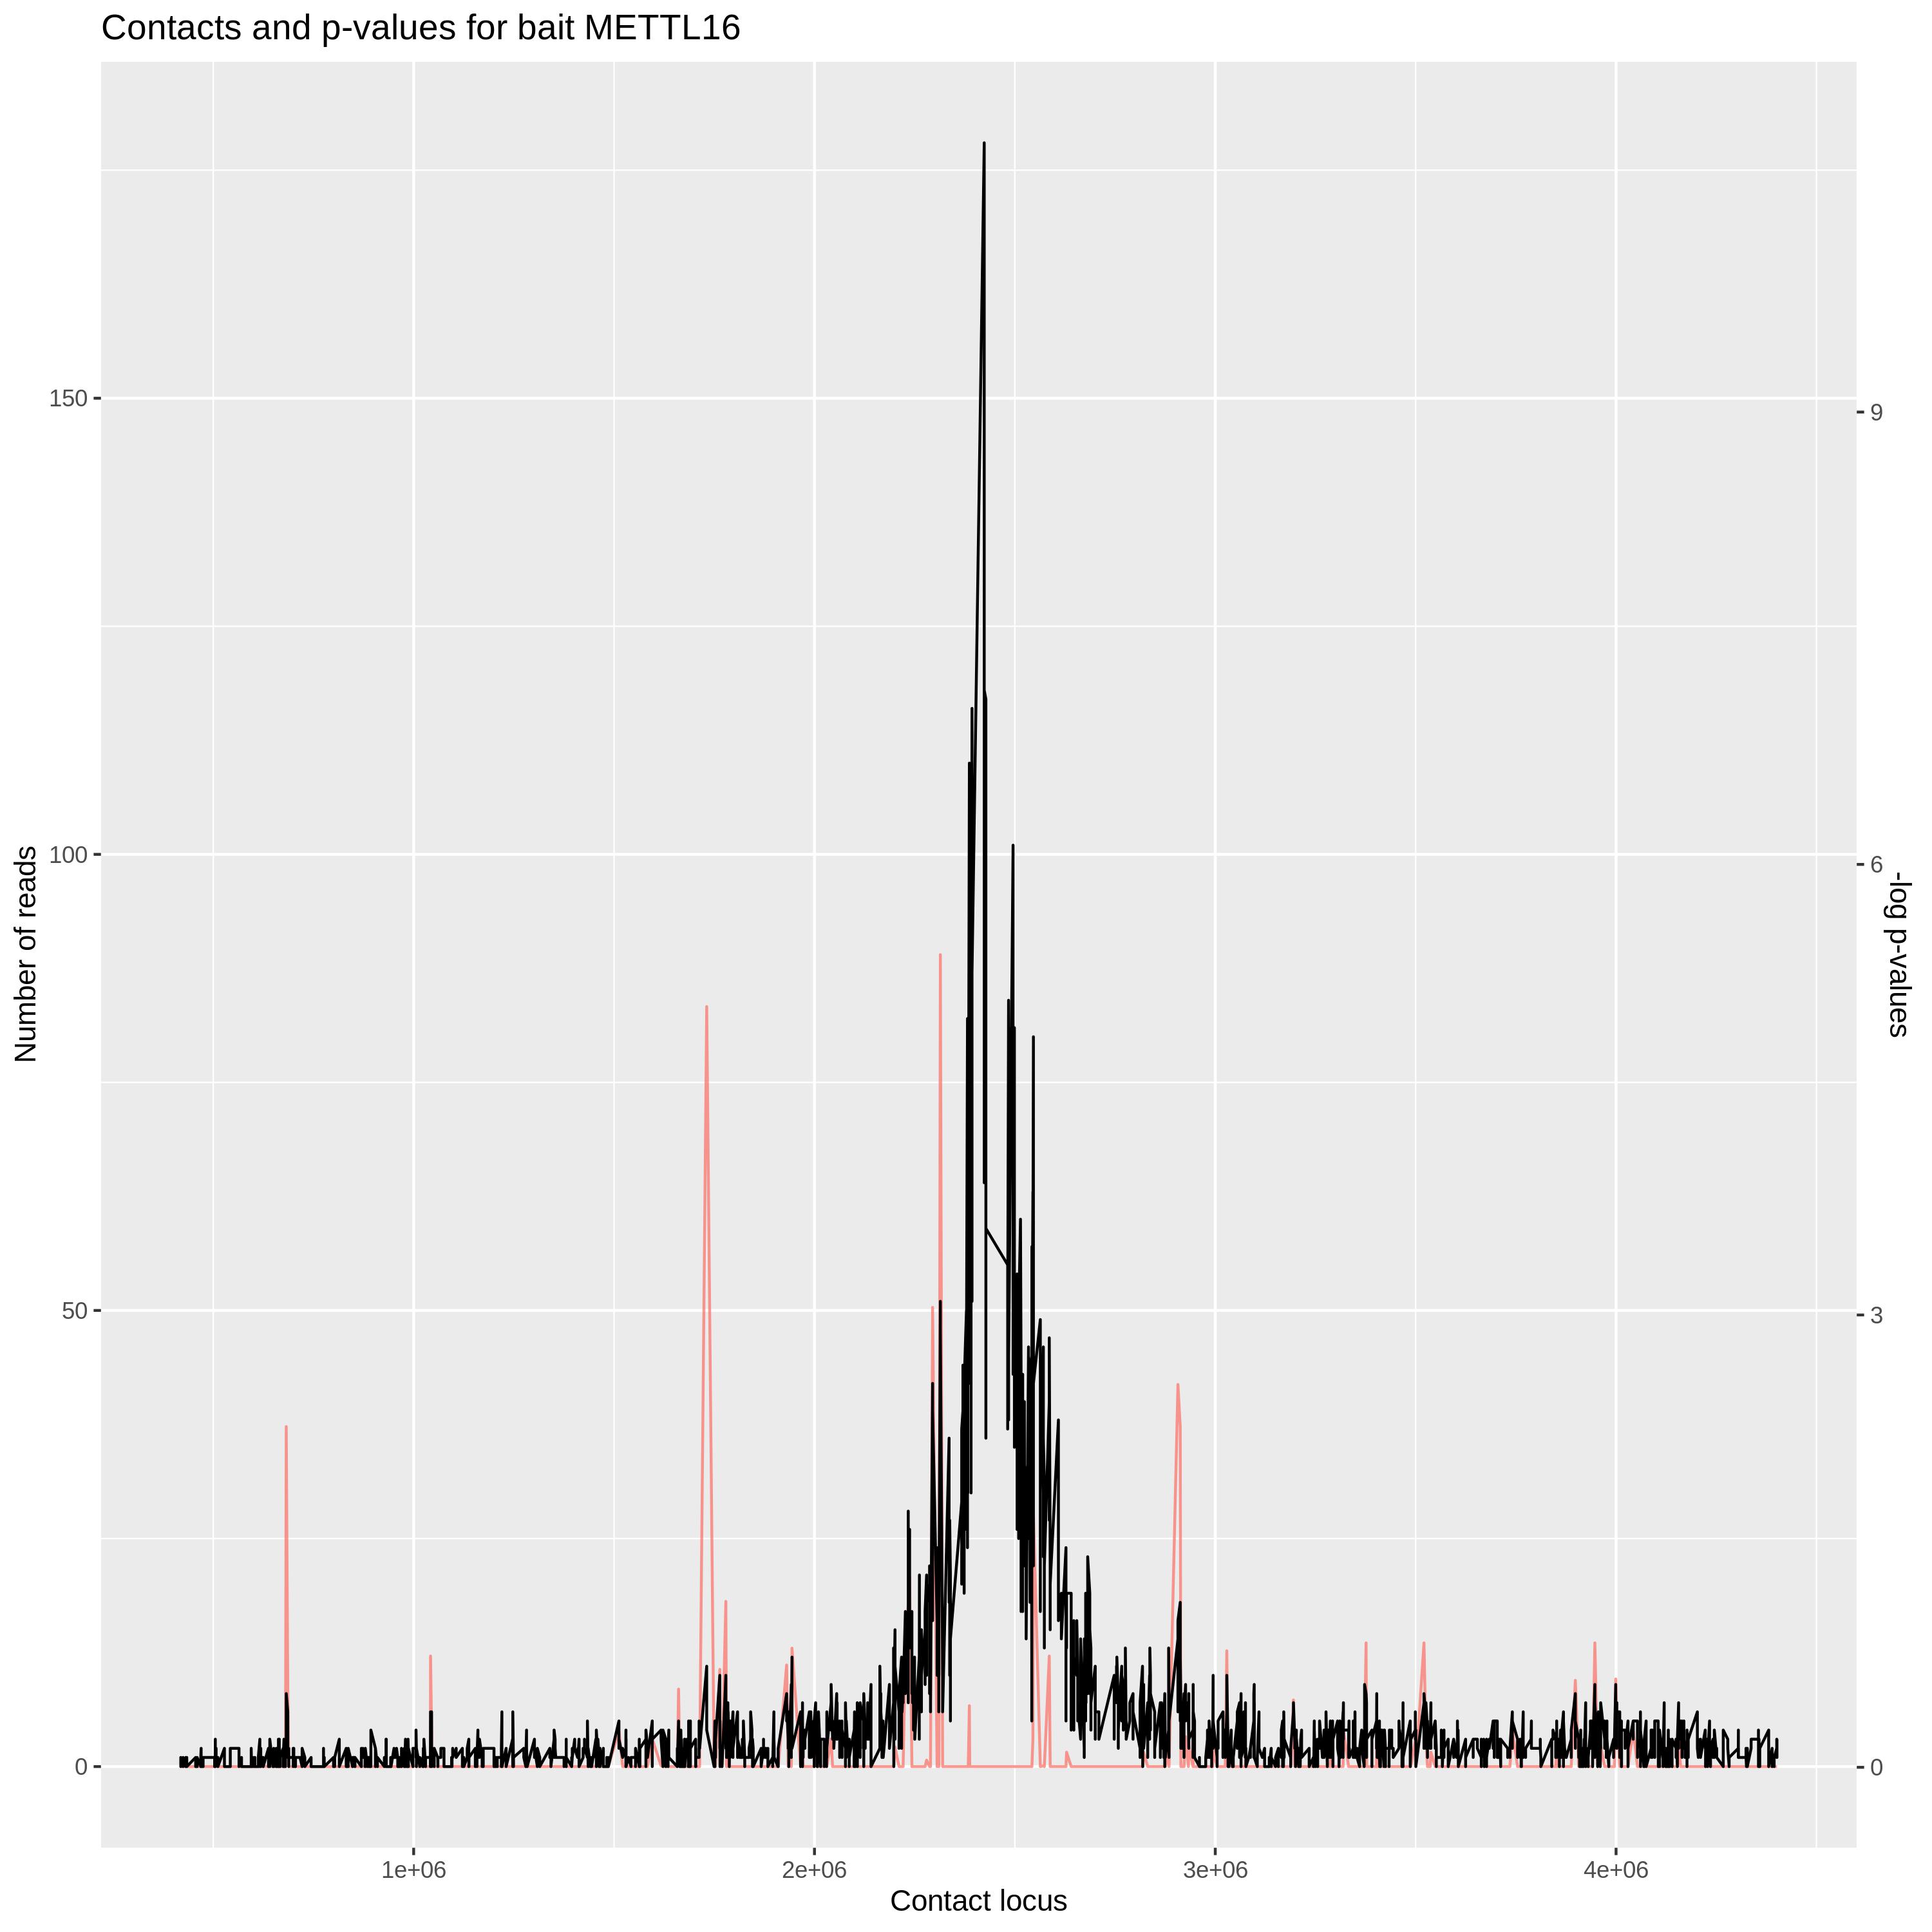 Contacts and p-values for bait METTL16
Number of reads
150
100
50
0
9
6
3
0
-log p-values
1e+06
2e+06
3e+06
4e+06
Contact locus